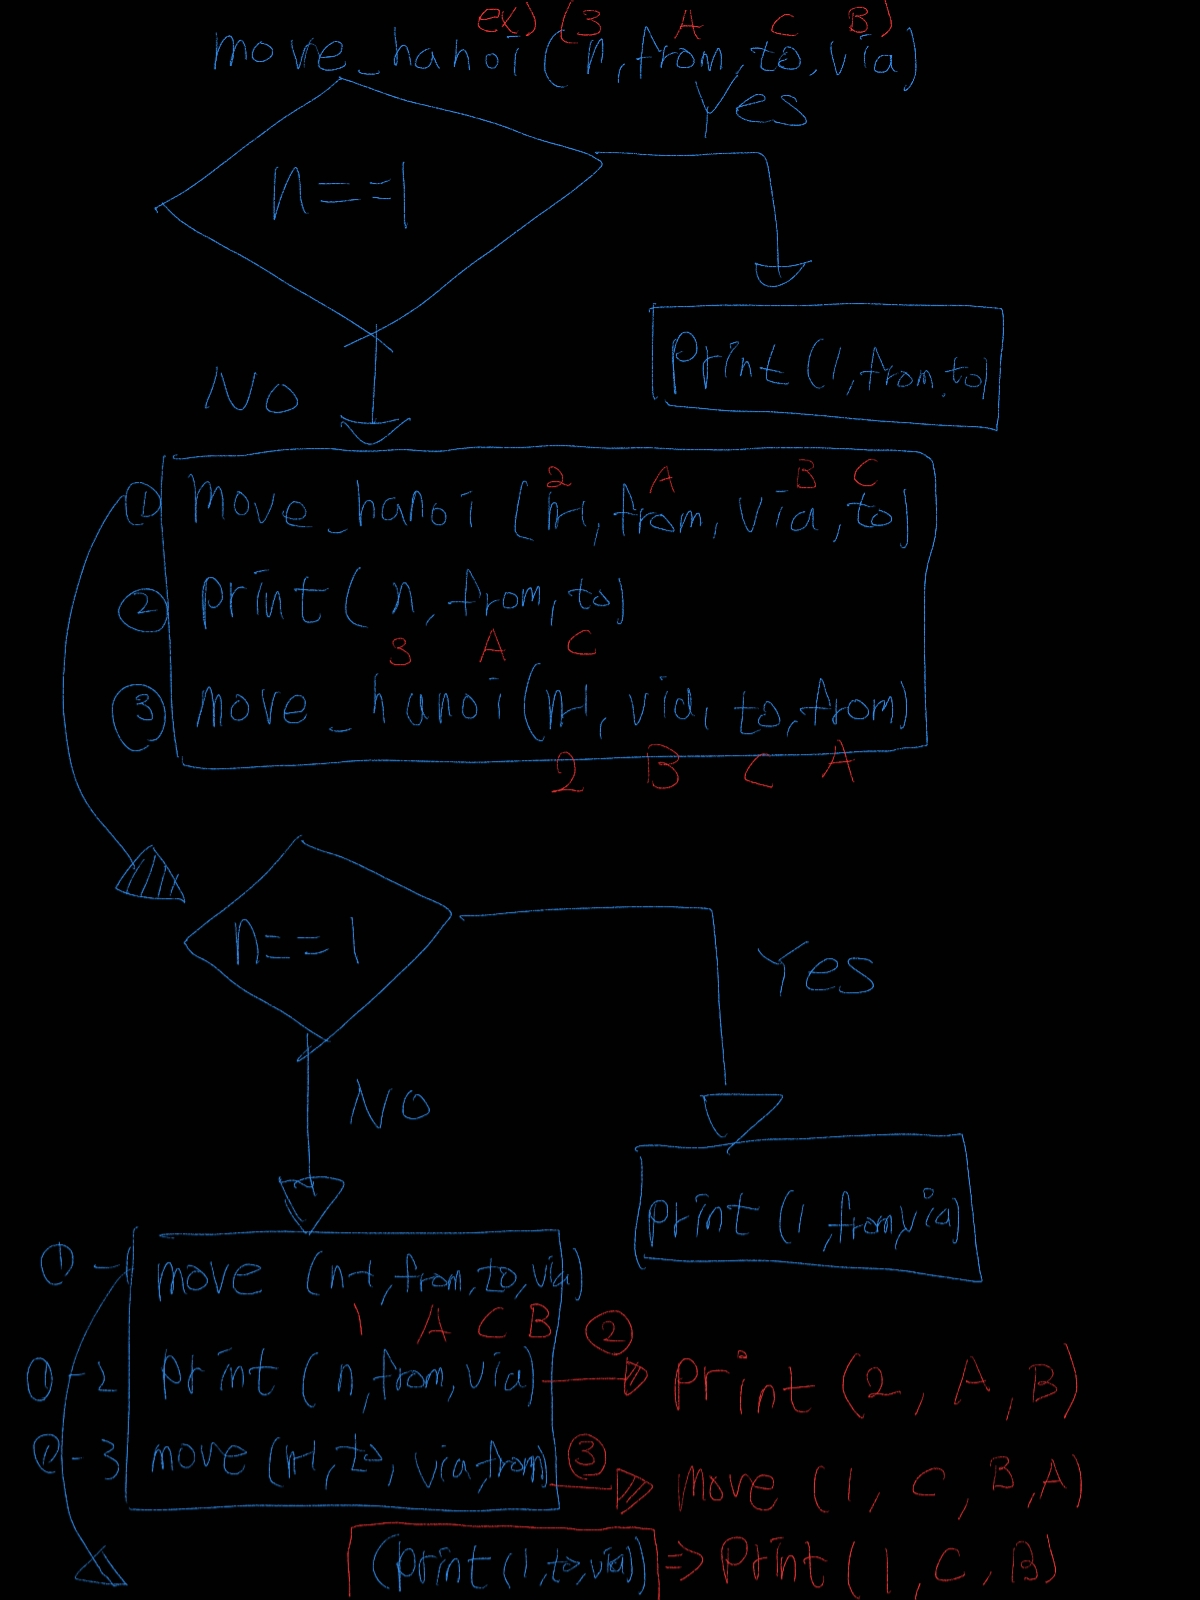 ex) (3 A C B)
move_hanoi(n,from,to,via)
Yes
n==1
print (1,from,to)
NO
2 A B C
① move_hanoi (n-1,from,via,to)
② print( n, from,to)
3 A C
③ move_hanoi(n-1, via, to,from)
2 B C A
n==1
Yes
NO
print (1,from,via)
①-1 move (n-1,from,to,via)
1 A C B
①-2 print (n,from,via) ② print (2, A, B)
①-3 move (n-1,to, via,from) ③ move (1, C, B,A)
(print(1,to,via)) => print (1, C, B)